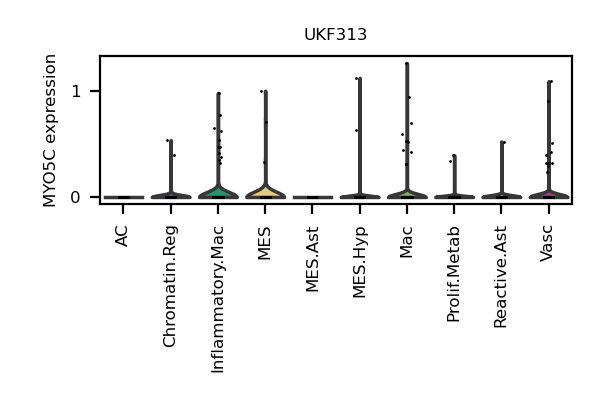 UKF313
MYO5C expression
1
0
AC
Chromatin.Reg
Inflammatory.Mac
MES
MES.Ast
MES.Hyp
Mac
Prolif.Metab
Reactive.Ast
Vasc